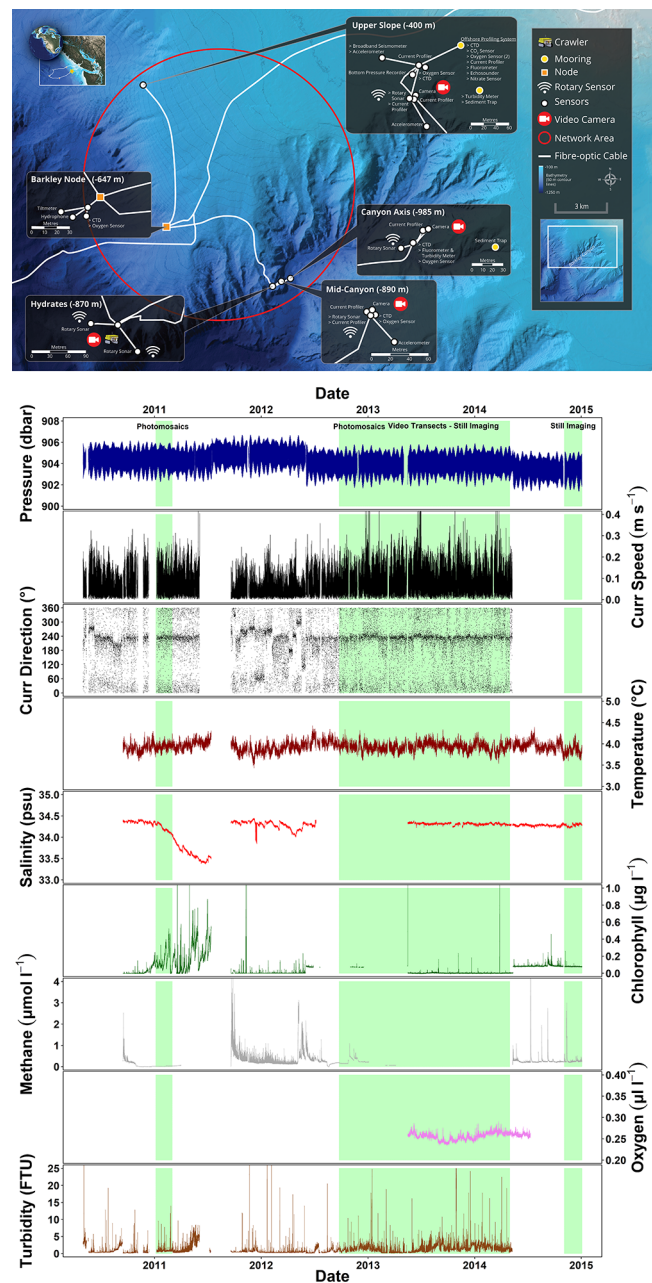 Upper Slope (-400 m)
Offshore Profiling System
> CTD
> CO₂ Sensor
> Oxygen Sensor (2)
> Current Profiler
> Fluorometer
> Echosounder
> Nitrate Sensor
> Broadband Seismometer
> Accelerometer
Current Profiler
Bottom Pressure Recorder
> Oxygen Sensor
> CTD
Camera
> Rotary
Sonar
> Current
Profiler
Current Profiler
> Turbidity Meter
> Sediment Trap
Accelerometer
Metres
0 20 40 60
Crawler
Mooring
Node
Rotary Sensor
Sensors
Video Camera
Network Area
Fibre-optic Cable
-100 m
Bathymetry
(50 m contour
lines)
-1250 m
3 km
Barkley Node (-647 m)
Tiltmeter
Hydrophone
> CTD
> Oxygen Sensor
Metres
0 10 20 30
Canyon Axis (-985 m)
Current Profiler
Camera
Rotary Sonar
> CTD
> Fluorometer &
Turbidity Meter
> Oxygen Sensor
Sediment Trap
Metres
0 10 20 30
Hydrates (-870 m)
Rotary Sonar
Rotary Sonar
Metres
0 30 60 90
Mid-Canyon (-890 m)
Camera
Current Profiler
> Rotary Sonar
> Current Profiler
> CTD
> Oxygen Sensor
Accelerometer
0 20 40 60
Metres
Date
2011 2012 2013 2014 2015
Photomosaics Photomosaics Video Transects - Still Imaging Still Imaging
Pressure (dbar)
908
906
904
902
900
Curr Speed (m s⁻¹)
0.4
0.3
0.2
0.1
0.0
Curr Direction (°)
360
300
240
180
120
60
0
Temperature (°C)
5.0
4.5
4.0
3.5
3.0
Salinity (psu)
35.0
34.5
34.0
33.5
33.0
Chlorophyll (µg l⁻¹)
1.0
0.8
0.6
0.4
0.2
0.0
Methane (µmol l⁻¹)
4
3
2
1
0
Oxygen (µl l⁻¹)
0.40
0.35
0.30
0.25
0.20
Turbidity (FTU)
25
20
15
10
5
0
2011 2012 2013 2014 2015
Date